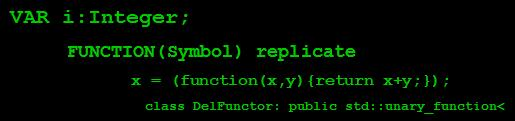 VAR i:Integer;
FUNCTION(Symbol) replicate
x = (function(x,y){return x+y;});
class DelFunctor: public std::unary_function<